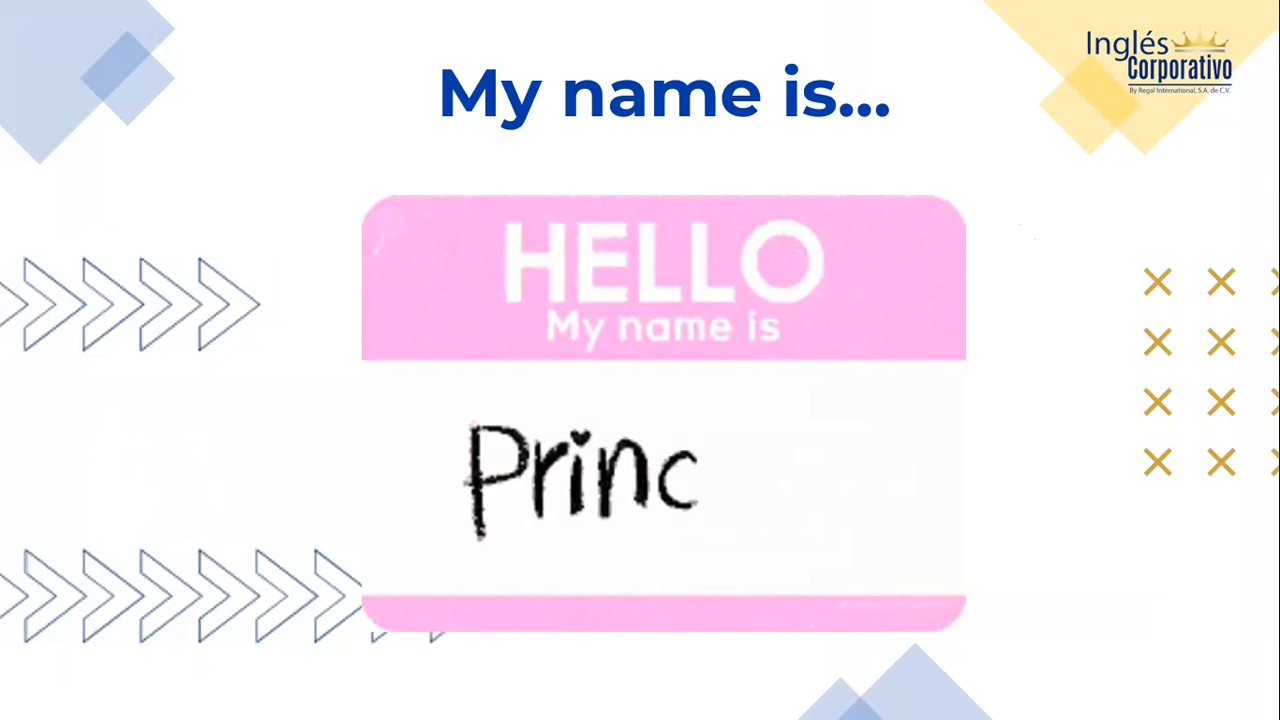 My name is...
Inglés
Corporativo
By Regal International, S.A. de C.V.
HELLO
My name is
Princ